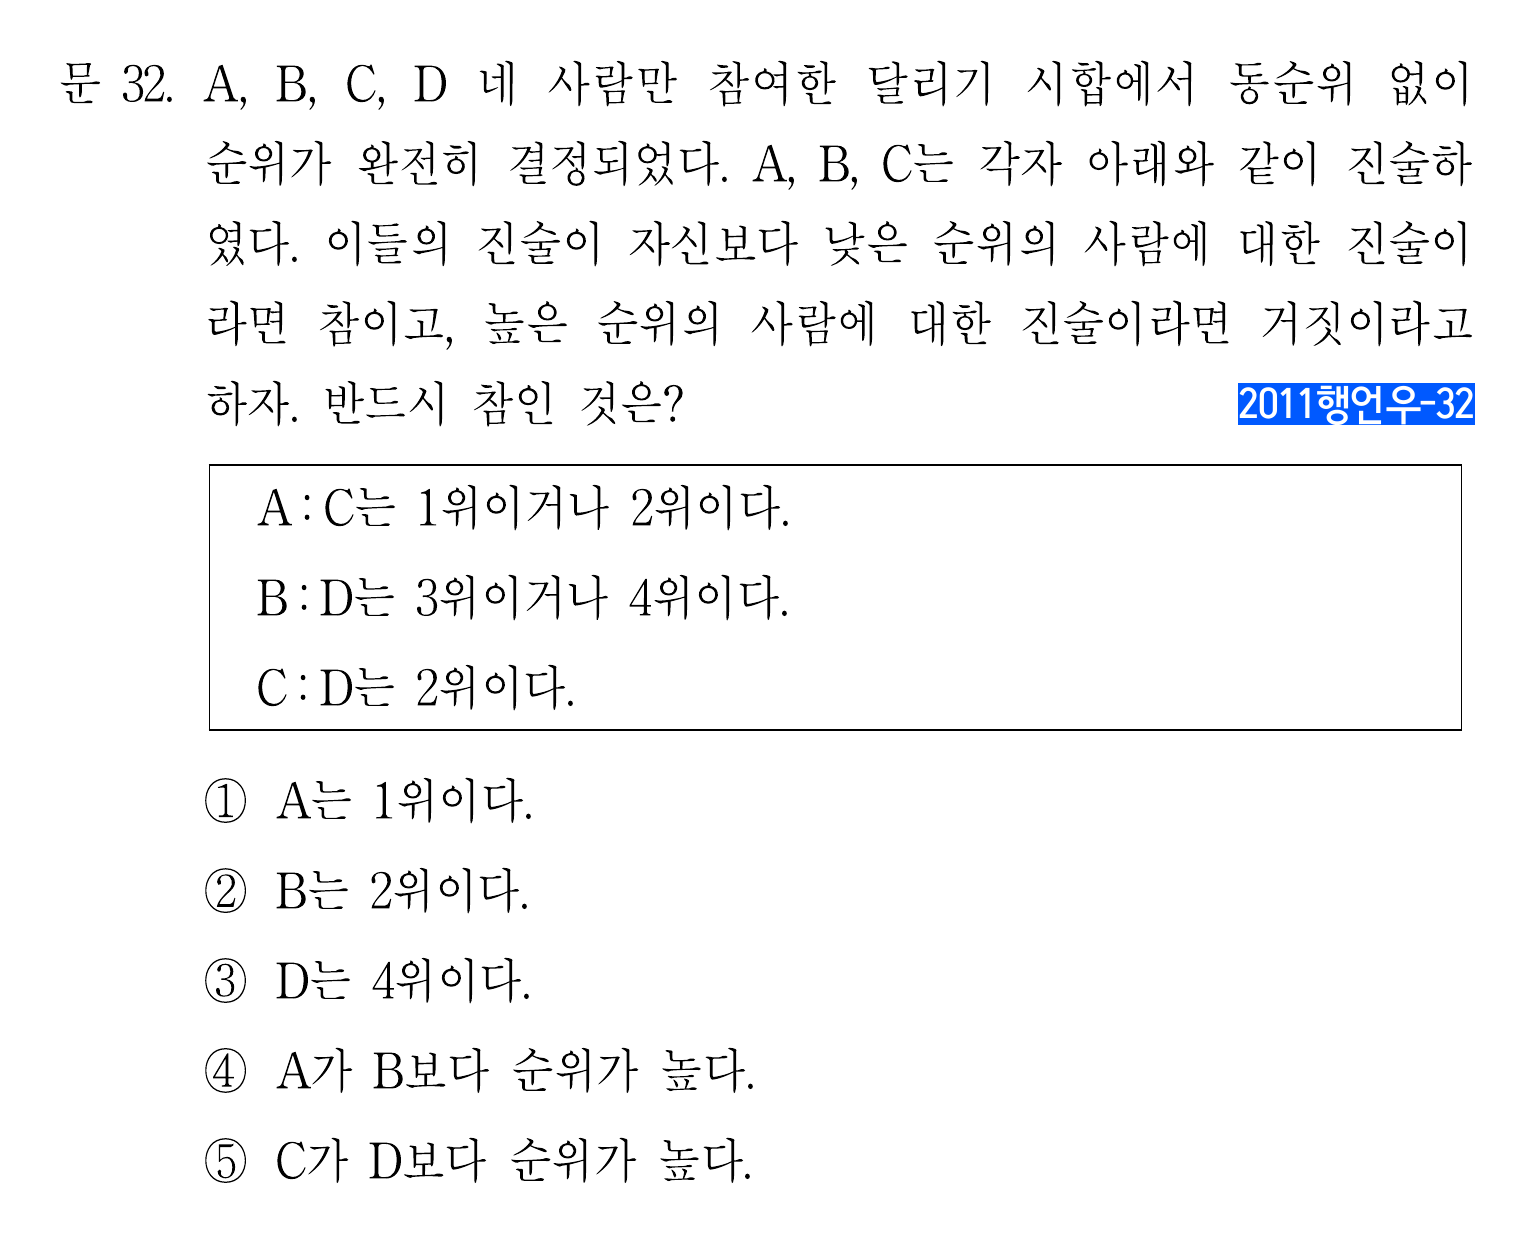 문 32. A, B, C, D 네 사람만 참여한 달리기 시합에서 동순위 없이
순위가 완전히 결정되었다. A, B, C는 각자 아래와 같이 진술하
였다. 이들의 진술이 자신보다 낮은 순위의 사람에 대한 진술이
라면 참이고, 높은 순위의 사람에 대한 진술이라면 거짓이라고
하자. 반드시 참인 것은? 2011행언우-32
A : C는 1위이거나 2위이다.
B : D는 3위이거나 4위이다.
C : D는 2위이다.
① A는 1위이다.
② B는 2위이다.
③ D는 4위이다.
④ A가 B보다 순위가 높다.
⑤ C가 D보다 순위가 높다.